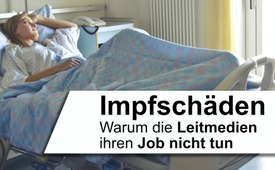 Impfschäden
Warum die Leitmedien
ihren Job nicht tun